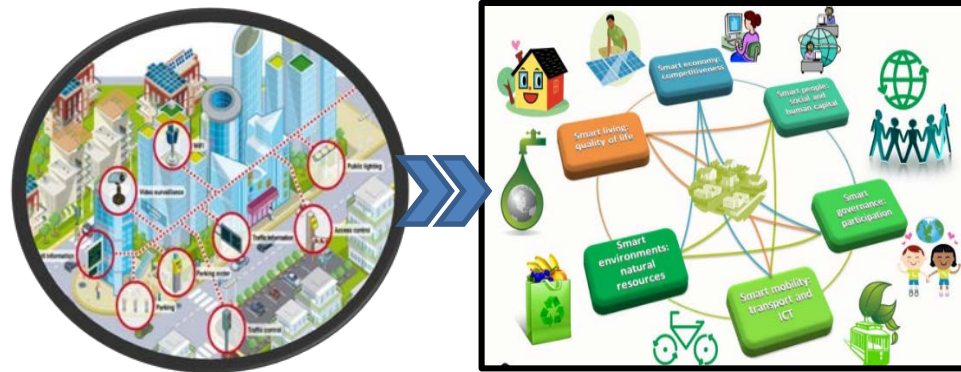 WiFi
Public lighting
Video surveillance
Traffic information
Access control
information
Parking meter
Parking
Traffic control
Smart economy:
competitiveness
Smart people:
social and
human capital
Smart living:
quality of life
Smart
governance:
participation
Smart
environments:
natural
resources
Smart mobility:
transport and
ICT